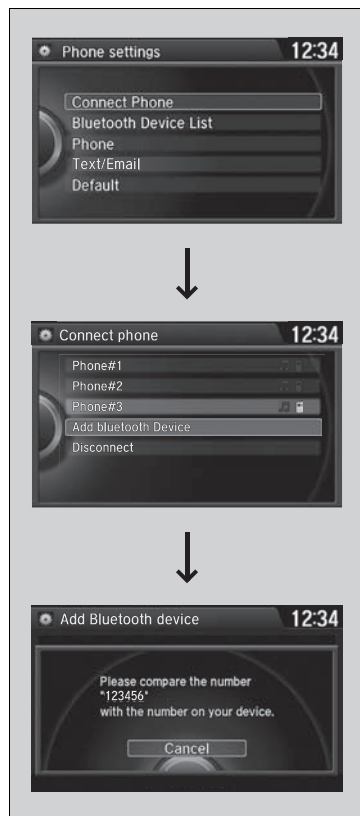 Phone settings 12:34
Connect Phone
Bluetooth Device List
Phone
Text/Email
Default
Connect phone 12:34
Phone#1
Phone#2
Phone#3
Add bluetooth Device
Disconnect
Add Bluetooth device 12:34
Please compare the number
"123456"
with the number on your device.
Cancel